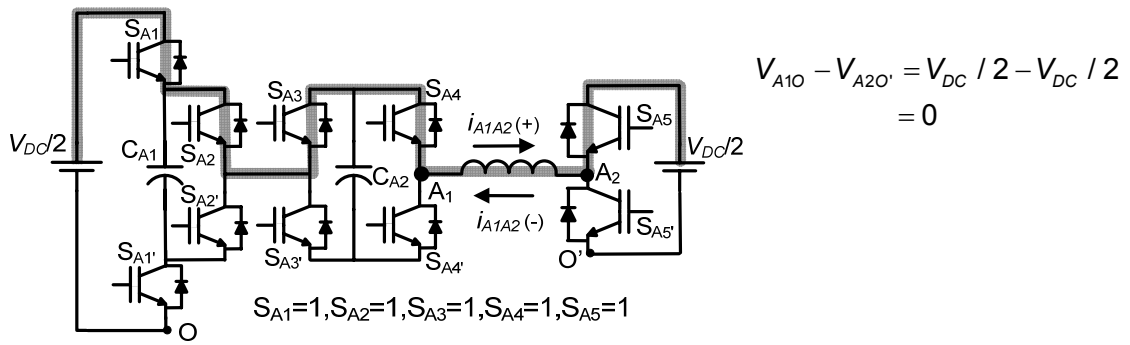 S_A1
V_DC/2
C_A1
S_A2
S_A2'
S_A1'
O
S_A3
S_A3'
C_A2
S_A4
S_A4'
A_1
i_A1A2 (+)
i_A1A2 (-)
A_2
S_A5
S_A5'
V_DC/2
O'
S_A1=1,S_A2=1,S_A3=1,S_A4=1,S_A5=1
V_A1O − V_A2O' = V_DC / 2 − V_DC / 2
= 0